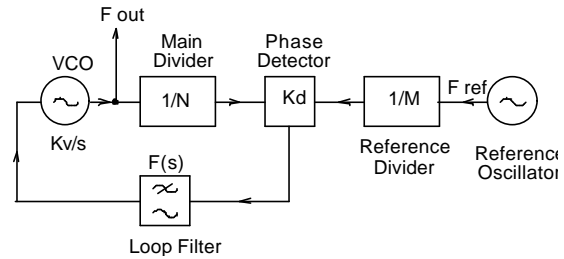 F out
VCO
Main
Divider
Phase
Detector
1/N
Kd
1/M
F ref
Kv/s
Reference
Divider
Reference
Oscillator
F(s)
Loop Filter